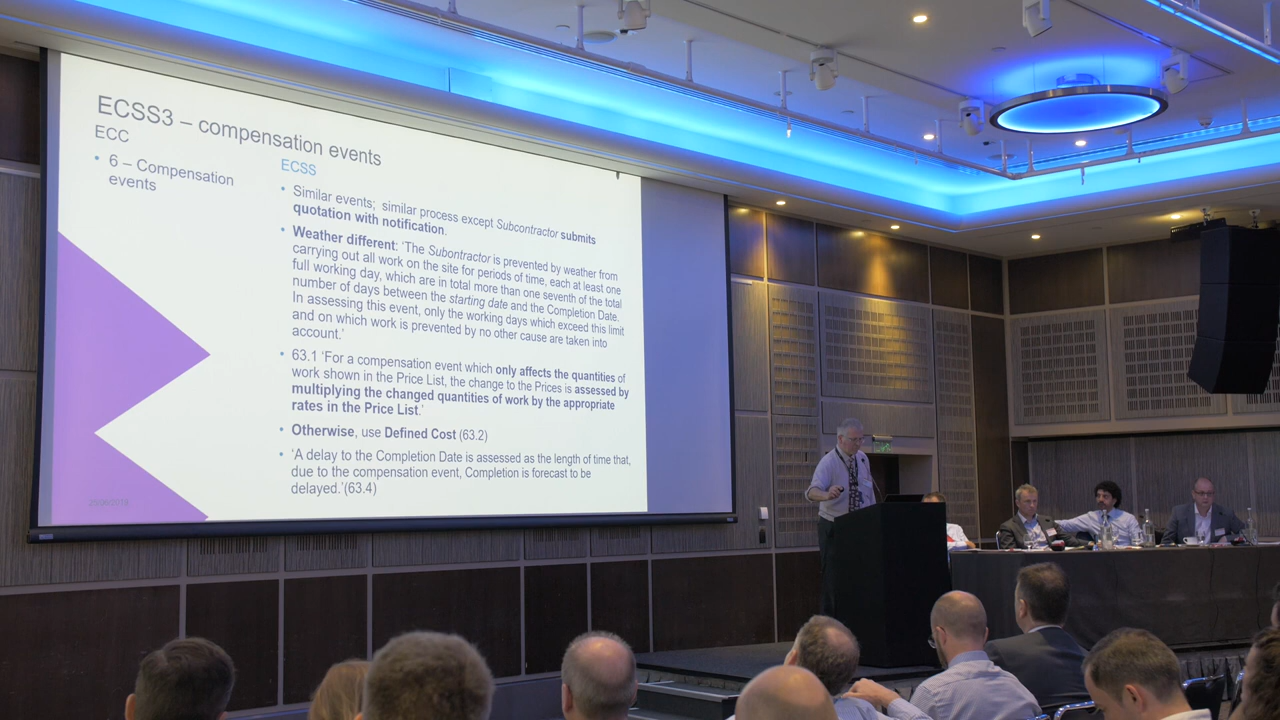 ECSS3 – compensation events
ECC
• 6 – Compensation
events
ECSS
• Similar events; similar process except Subcontractor submits
quotation with notification.
• Weather different: ‘The Subontractor is prevented by weather from
carrying out all work on the site for periods of time, each at least one
full working day, which are in total more than one seventh of the total
number of days between the starting date and the Completion Date.
In assessing this event, only the working days which exceed this limit
and on which work is prevented by no other cause are taken into
account.’
• 63.1 ‘For a compensation event which only affects the quantities of
work shown in the Price List, the change to the Prices is assessed by
multiplying the changed quantities of work by the appropriate
rates in the Price List.’
• Otherwise, use Defined Cost (63.2)
• ‘A delay to the Completion Date is assessed as the length of time that,
due to the compensation event, Completion is forecast to be
delayed.’(63.4)